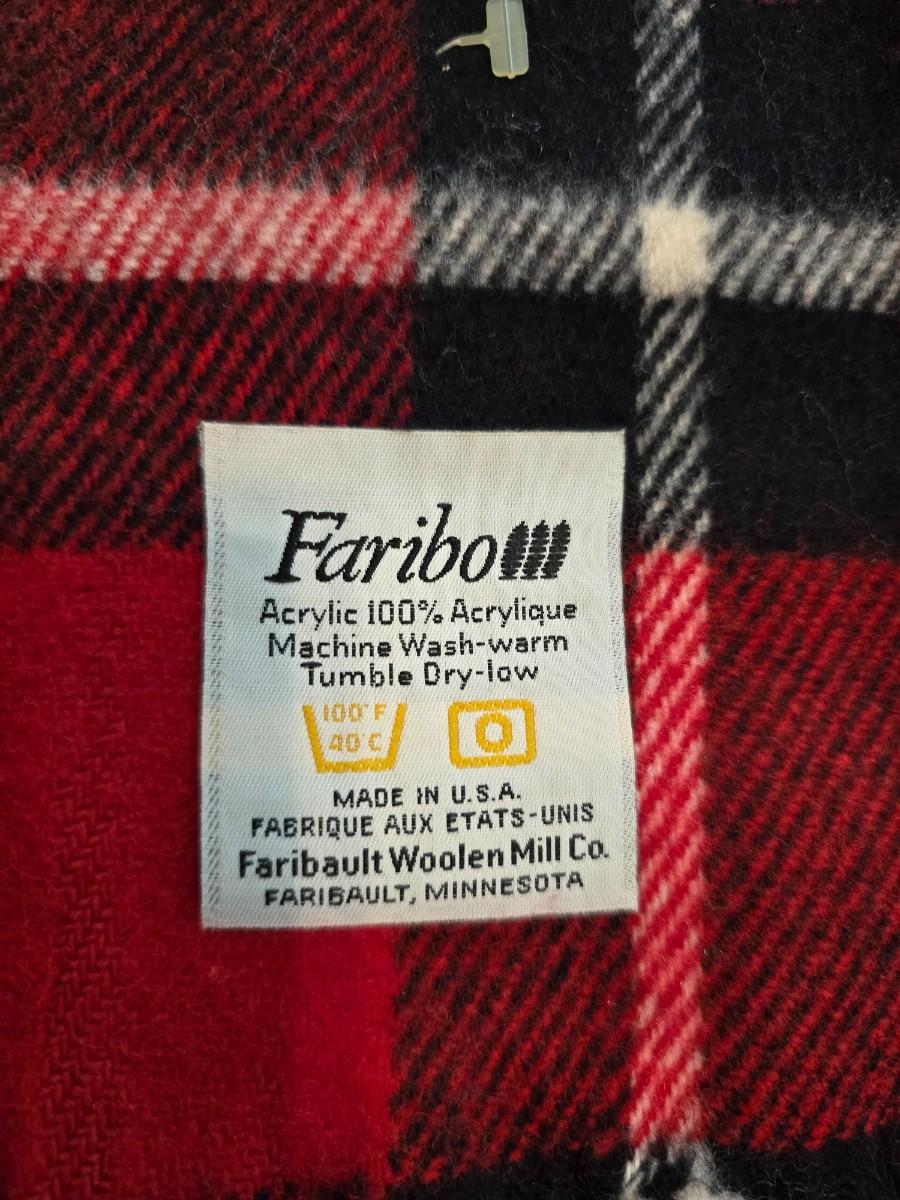 Faribo
Acrylic 100% Acrylique
Machine Wash-warm
Tumble Dry-low
100°F
40°C
MADE IN U.S.A.
FABRIQUE AUX ETATS-UNIS
Faribault Woolen Mill Co.
FARIBAULT, MINNESOTA